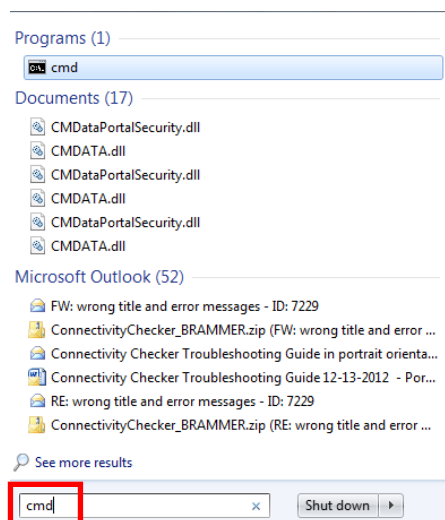 Programs (1)
cmd
Documents (17)
CMDataPortalSecurity.dll
CMDATA.dll
CMDataPortalSecurity.dll
CMDATA.dll
CMDataPortalSecurity.dll
CMDATA.dll
Microsoft Outlook (52)
FW: wrong title and error messages - ID: 7229
ConnectivityChecker_BRAMMER.zip (FW: wrong title and error ...
Connectivity Checker Troubleshooting Guide in portrait orienta...
Connectivity Checker Troubleshooting Guide 12-13-2012 - Por...
RE: wrong title and error messages - ID: 7229
ConnectivityChecker_BRAMMER.zip (RE: wrong title and error ...
See more results
cmd Shut down